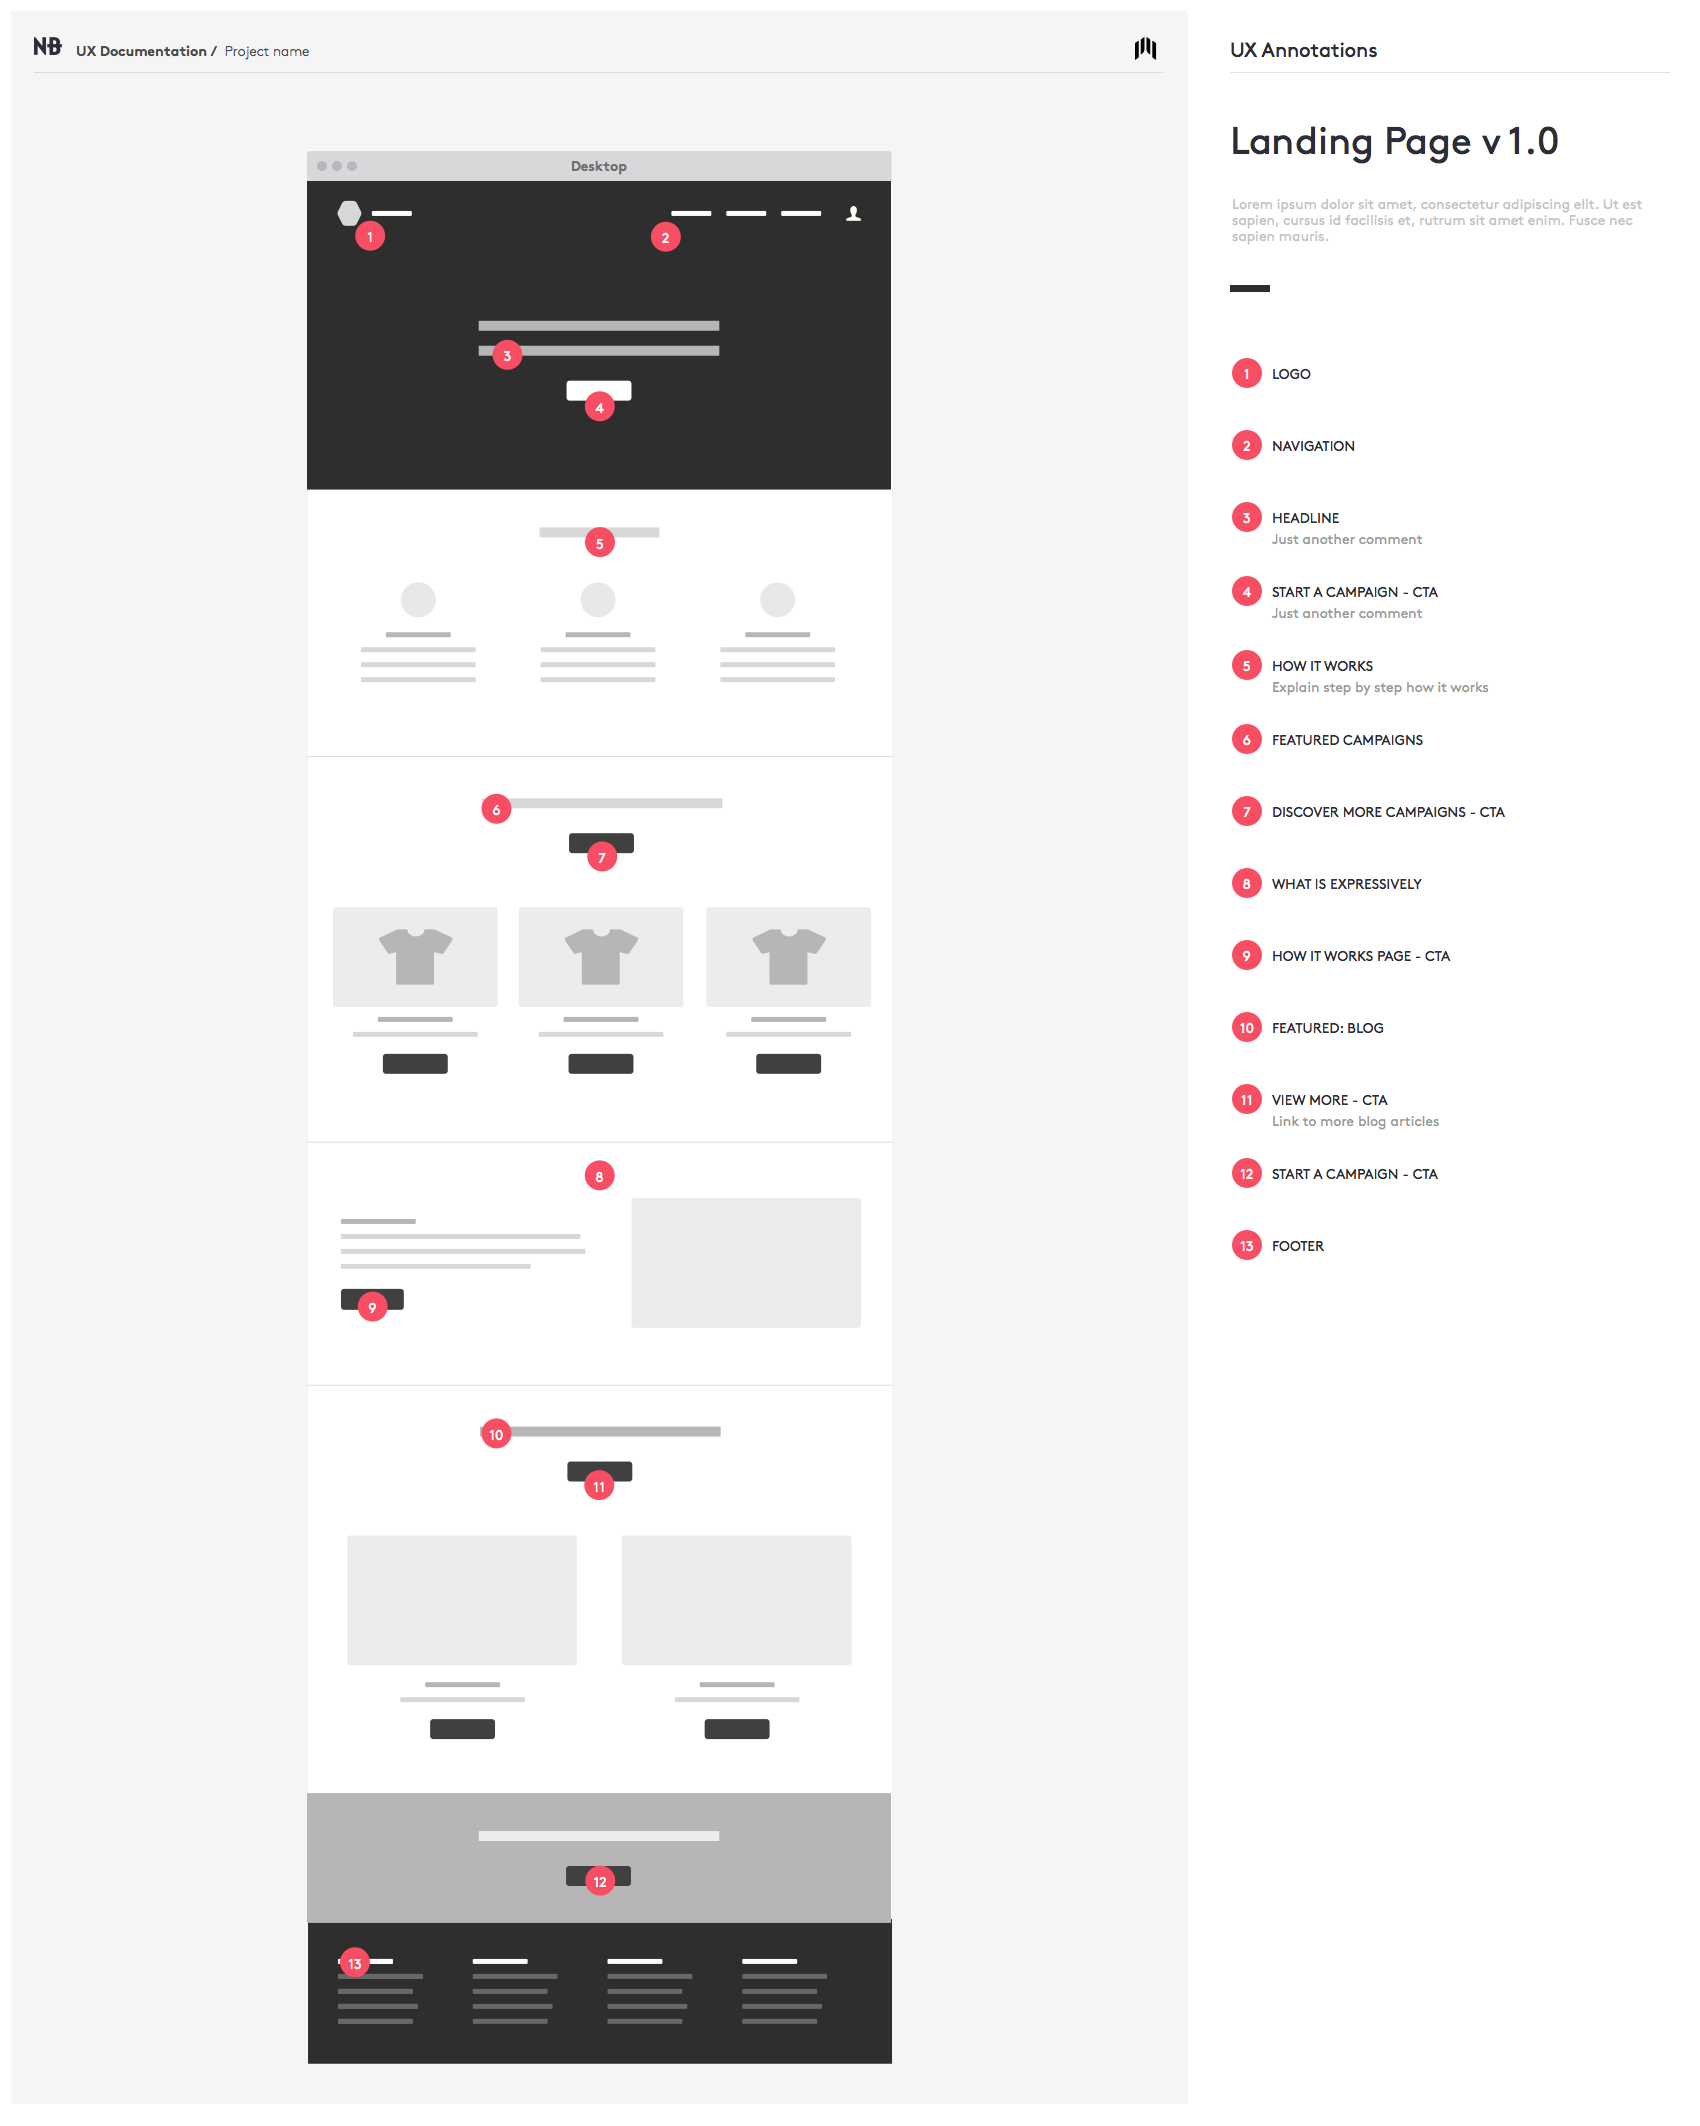 NB UX Documentation / Project name
UX Annotations
Desktop
1
2
3
4
5
6
7
8
9
10
11
12
13
Landing Page v 1.0
Lorem ipsum dolor sit amet, consectetur adipiscing elit. Ut est
sapien, cursus id facilisis et, rutrum sit amet enim. Fusce nec
sapien mauris.
1 LOGO
2 NAVIGATION
3 HEADLINE
Just another comment
4 START A CAMPAIGN - CTA
Just another comment
5 HOW IT WORKS
Explain step by step how it works
6 FEATURED CAMPAIGNS
7 DISCOVER MORE CAMPAIGNS - CTA
8 WHAT IS EXPRESSIVELY
9 HOW IT WORKS PAGE - CTA
10 FEATURED: BLOG
11 VIEW MORE - CTA
Link to more blog articles
12 START A CAMPAIGN - CTA
13 FOOTER